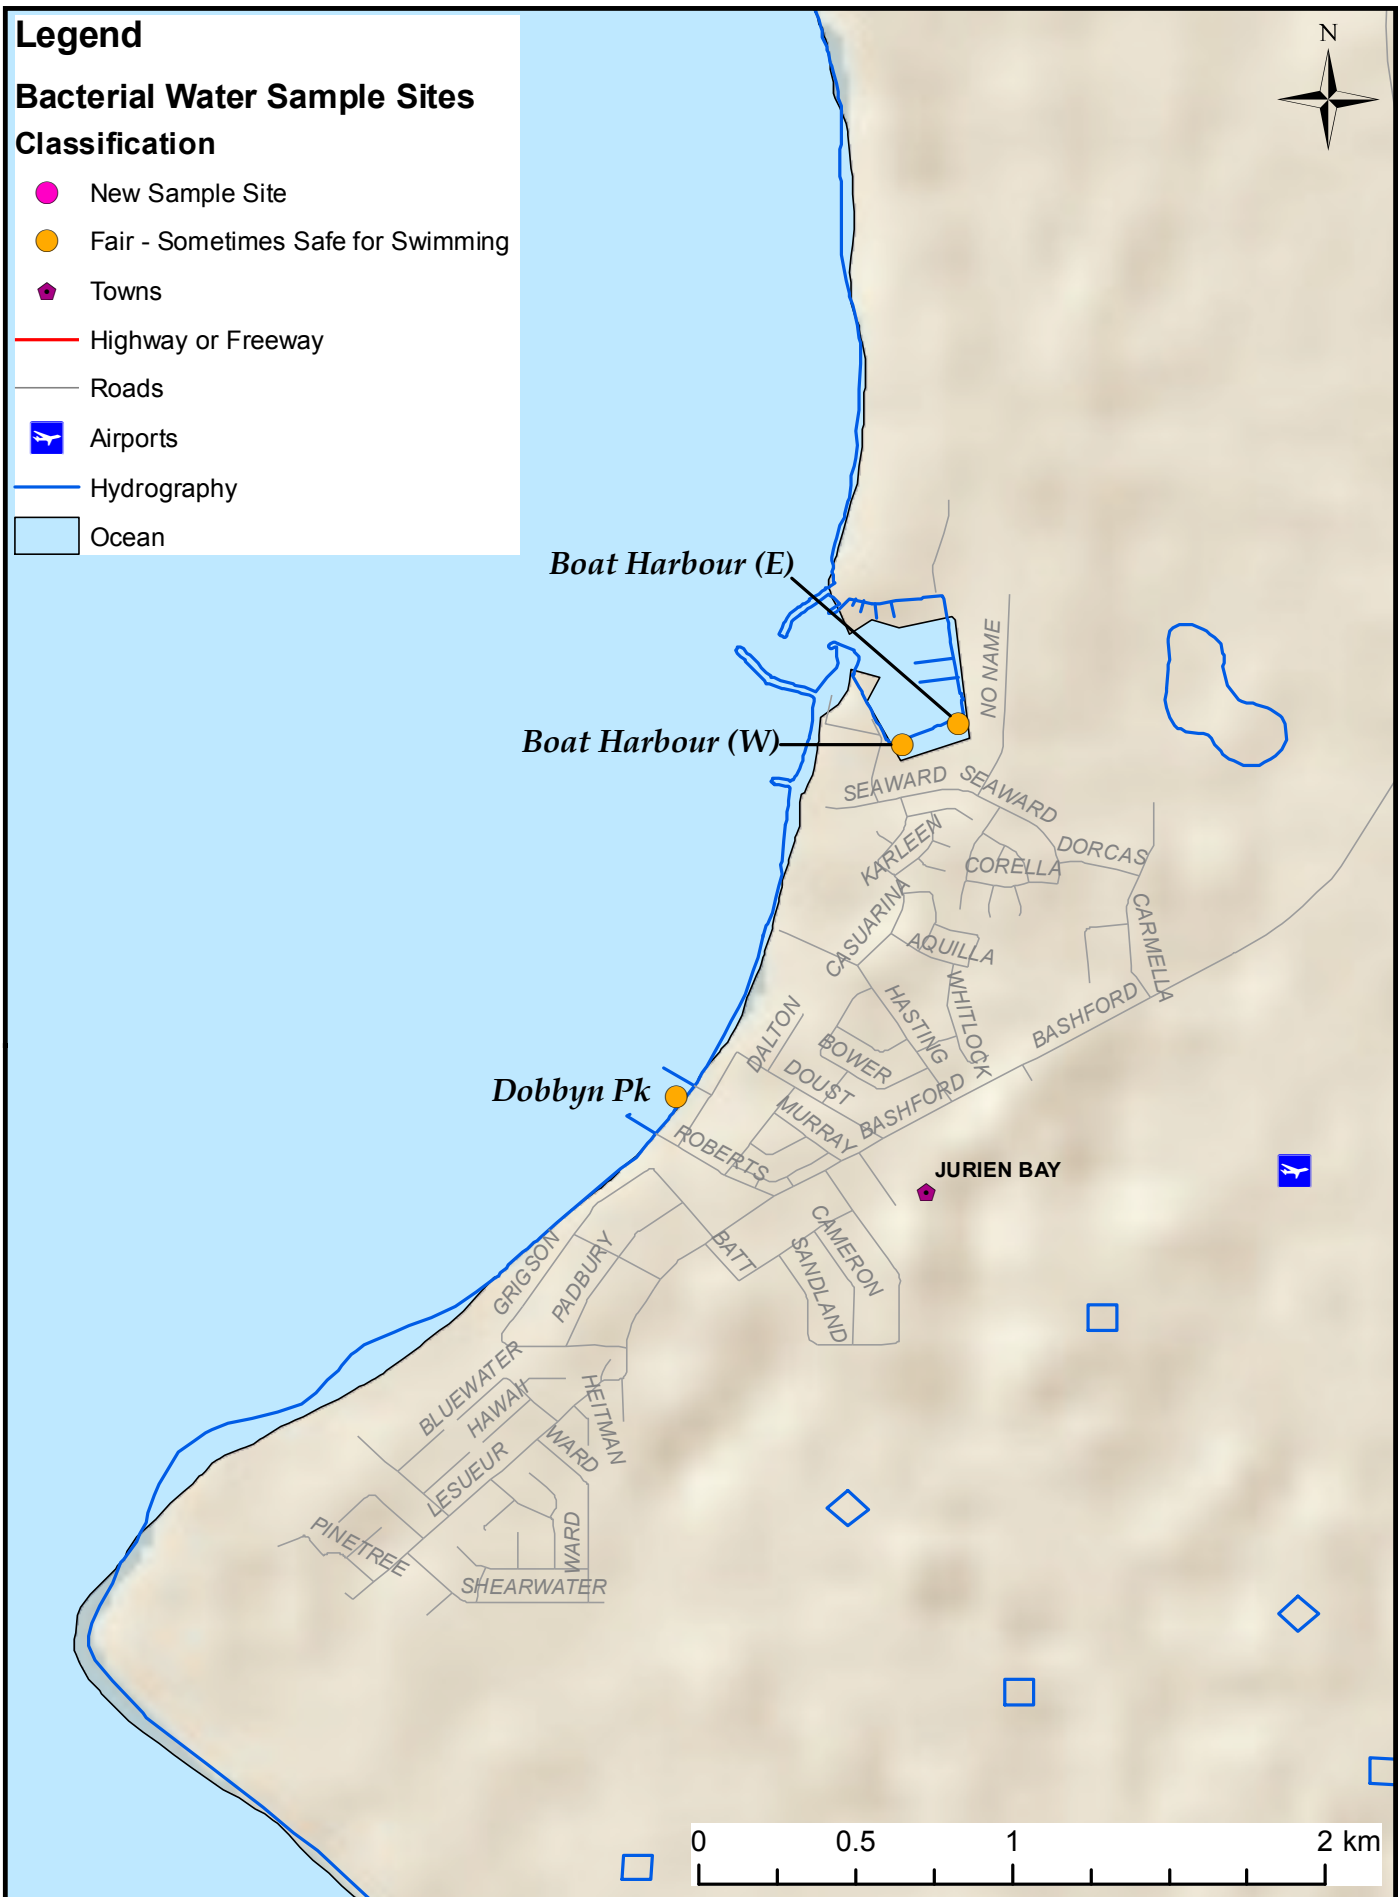 Legend
Bacterial Water Sample Sites
Classification
New Sample Site
Fair - Sometimes Safe for Swimming
Towns
Highway or Freeway
Roads
Airports
Hydrography
Ocean
N
Boat Harbour (E)
NO NAME
Boat Harbour (W)
SEAWARD
SEAWARD
KARLEEN
DORCAS
CORELLA
CASUARINA
CARMELLA
AQUILLA
WHITLOCK
HASTING
BASHFORD
DALTON
BOWER
DOUST
Dobbyn Pk
MURRAY
BASHFORD
ROBERTS
JURIEN BAY
CAMERON
BATT
SANDLAND
GRIGSON
PADBURY
BLUEWATER
HAWAII
HEITMAN
LESUEUR
WARD
WARD
PINETREE
SHEARWATER
0 0.5 1 2 km